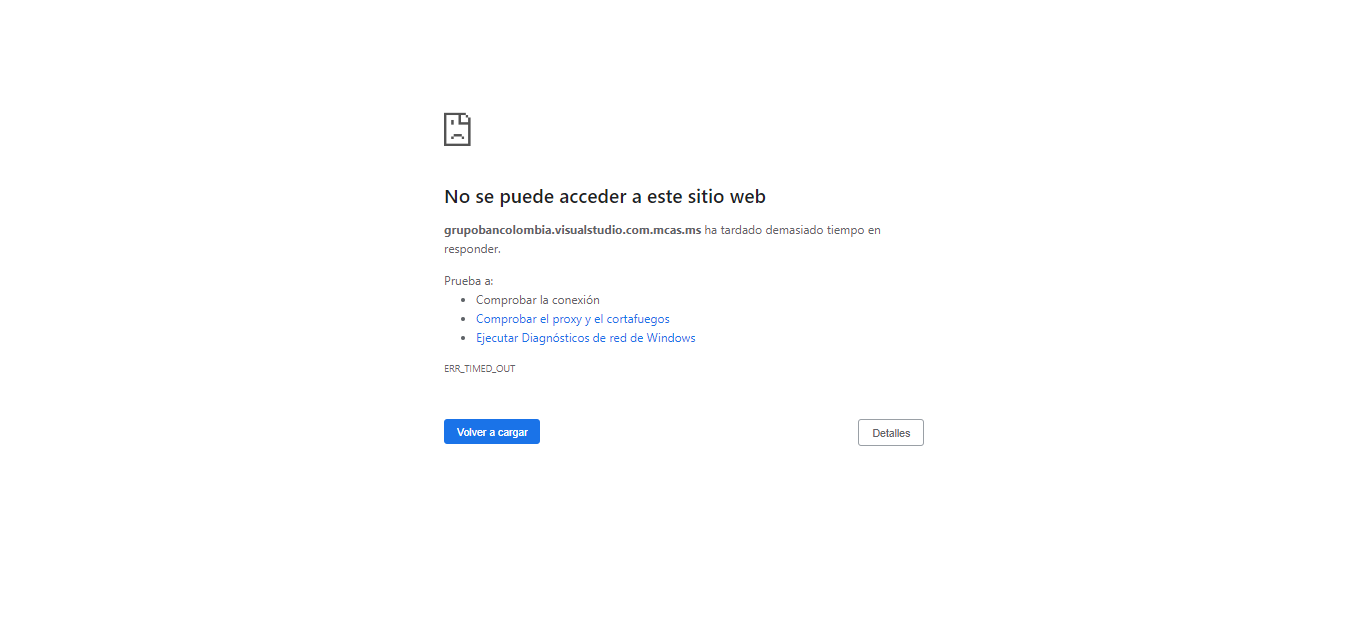 No se puede acceder a este sitio web
grupobancolombia.visualstudio.com.mcas.ms ha tardado demasiado tiempo en
responder.
Prueba a:
Comprobar la conexión
Comprobar el proxy y el cortafuegos
Ejecutar Diagnósticos de red de Windows
ERR_TIMED_OUT
Volver a cargar
Detalles